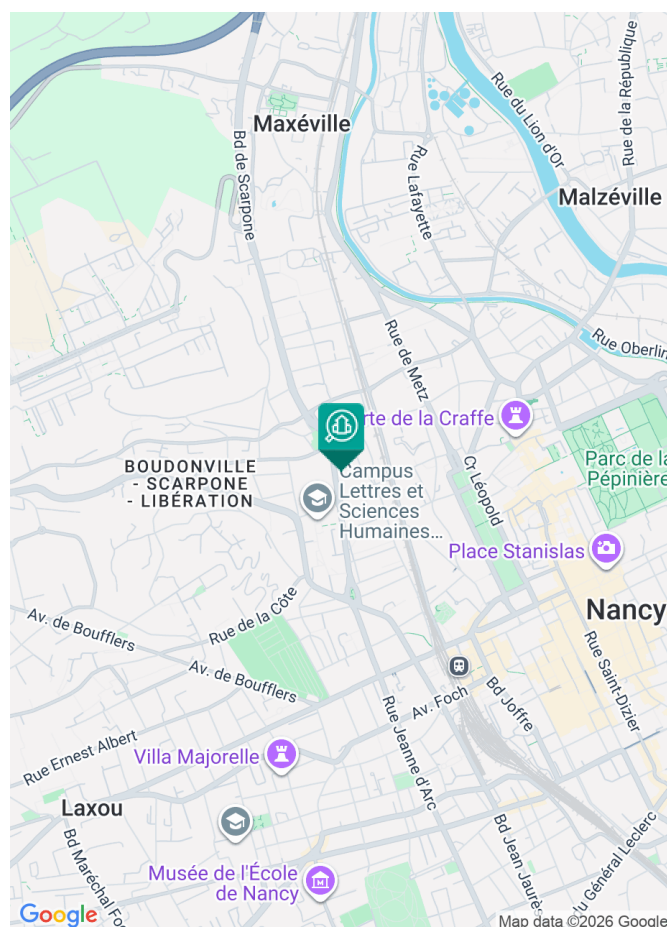 Rue de la République
Rue du Lion d'Or
Maxéville
Bd de Scarpone
Rue Lafayette
Malzéville
Rue de Metz
Rue Oberlin
rte de la Craffe
BOUDONVILLE
- SCARPONE
- LIBÉRATION
Campus
Lettres et
Sciences
Humaines...
Cr Léopold
Parc de la
Pépinière
Place Stanislas
Nancy
Rue de la Côte
Av. de Boufflers
Av. de Boufflers
Rue Saint-Dizier
Bd Joffre
Av. Foch
Rue Ernest Albert
Villa Majorelle
Rue Jeanne d'Arc
Laxou
Bd Maréchal Fo
Musée de l'École
de Nancy
Bd Jean Jaurès
du Général Leclerc
Google
Map data ©2026 Google